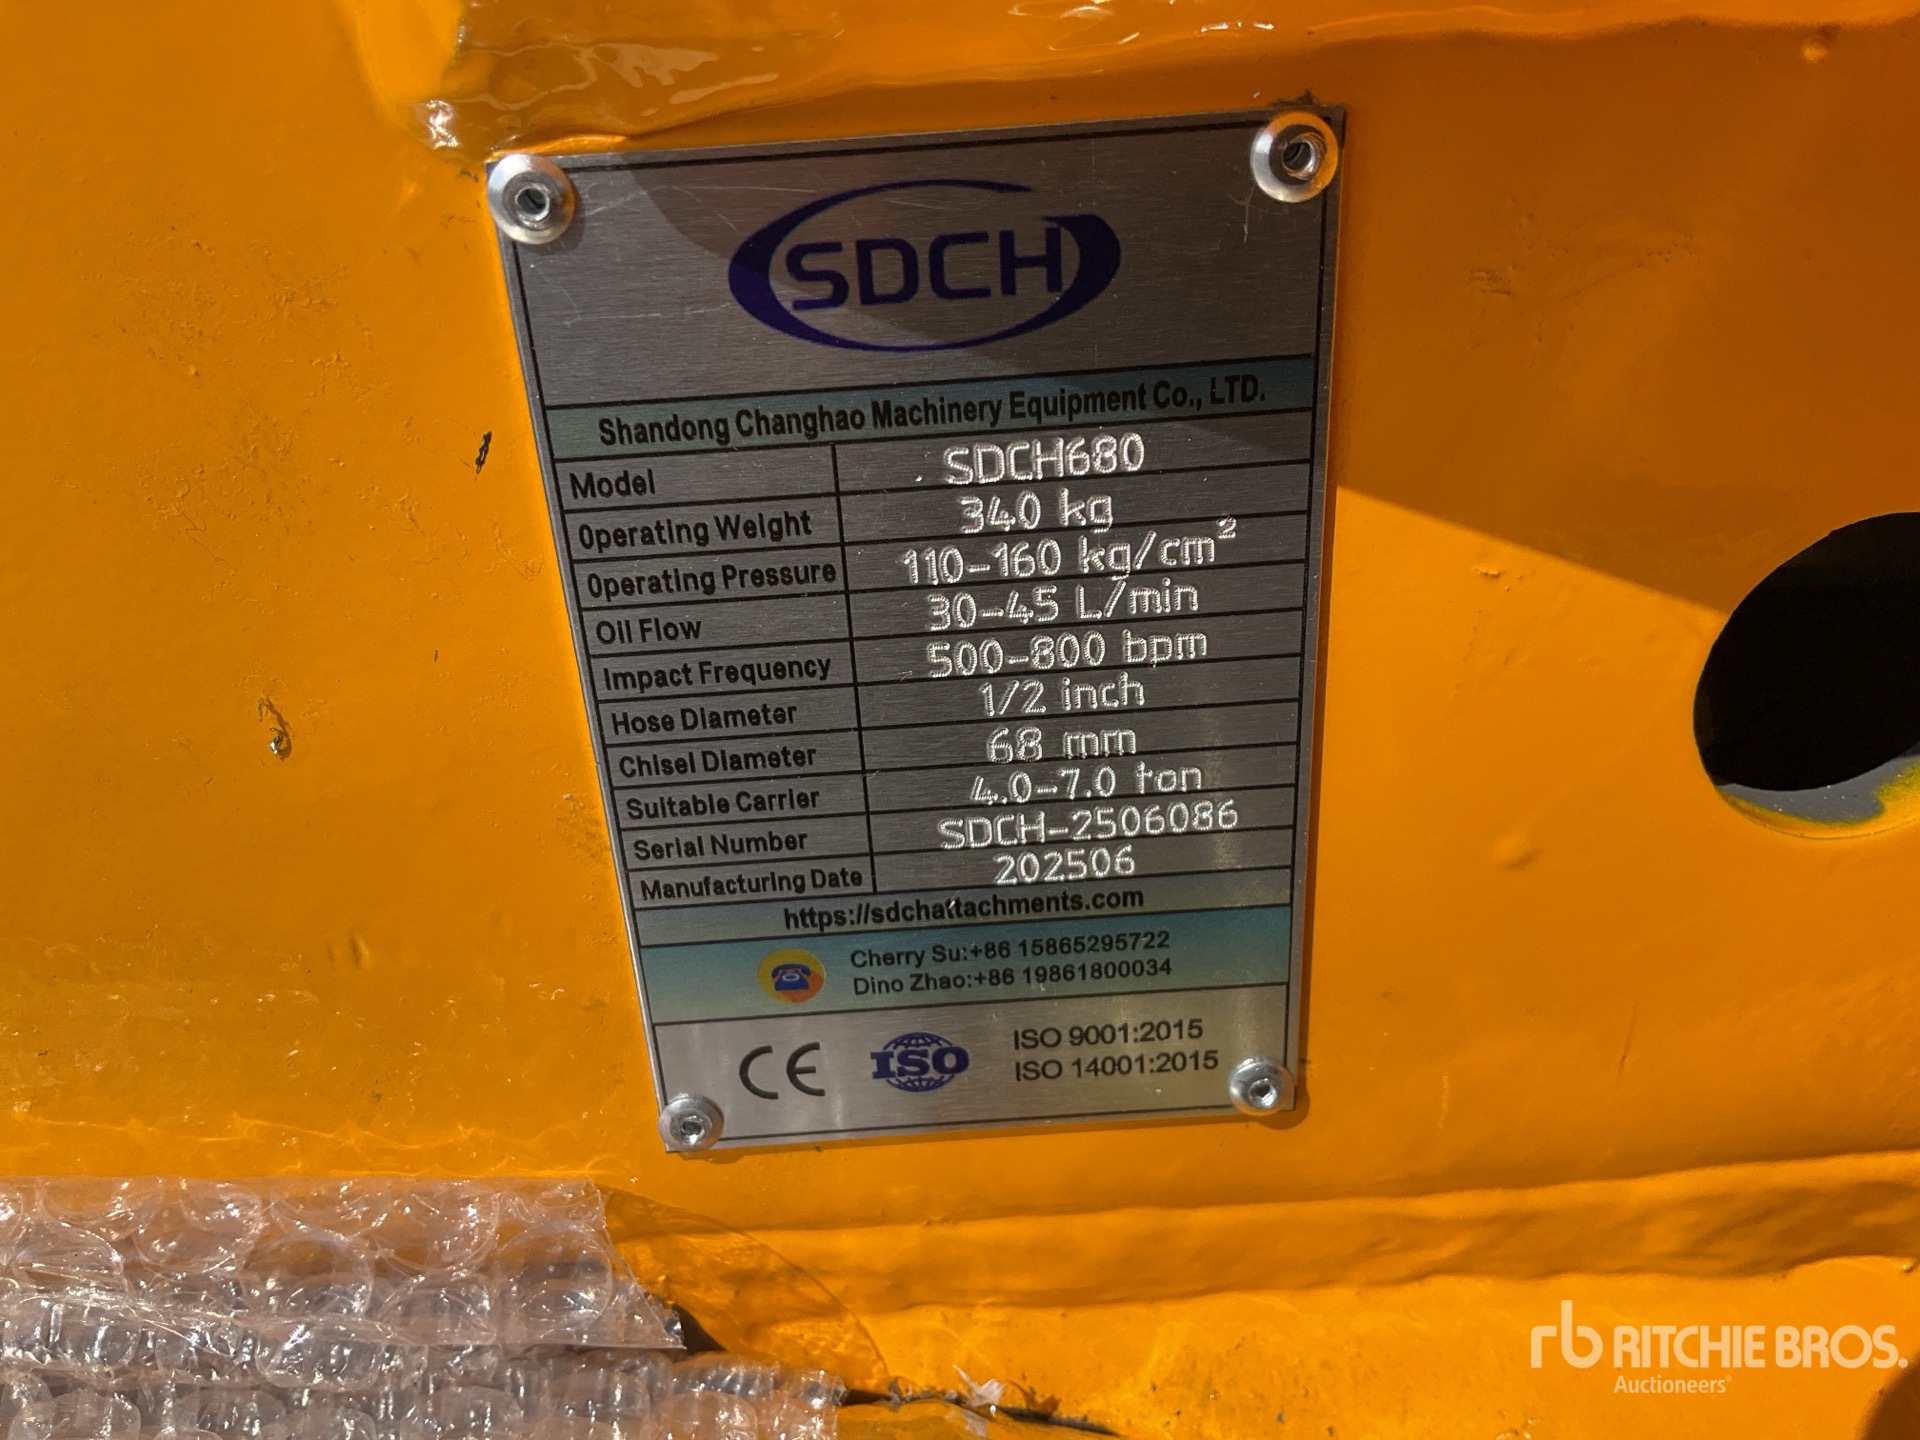 SDCH
Shandong Changhao Machinery Equipment Co., LTD.
Model SDCH680
Operating Weight 340 kg
Operating Pressure 110-160 kg/cm²
Oil Flow 30-45 L/min
Impact Frequency 500-800 bpm
Hose Diameter 1/2 inch
Chisel Diameter 68 mm
Suitable Carrier 4.0-7.0 ton
Serial Number SDCH-2506086
Manufacturing Date 202506
https://sdchattachments.com
Cherry Su:+86 15865295722
Dino Zhao:+86 19861800034
CE ISO ISO 9001:2015
ISO 14001:2015
rb RITCHIE BROS.
Auctioneers